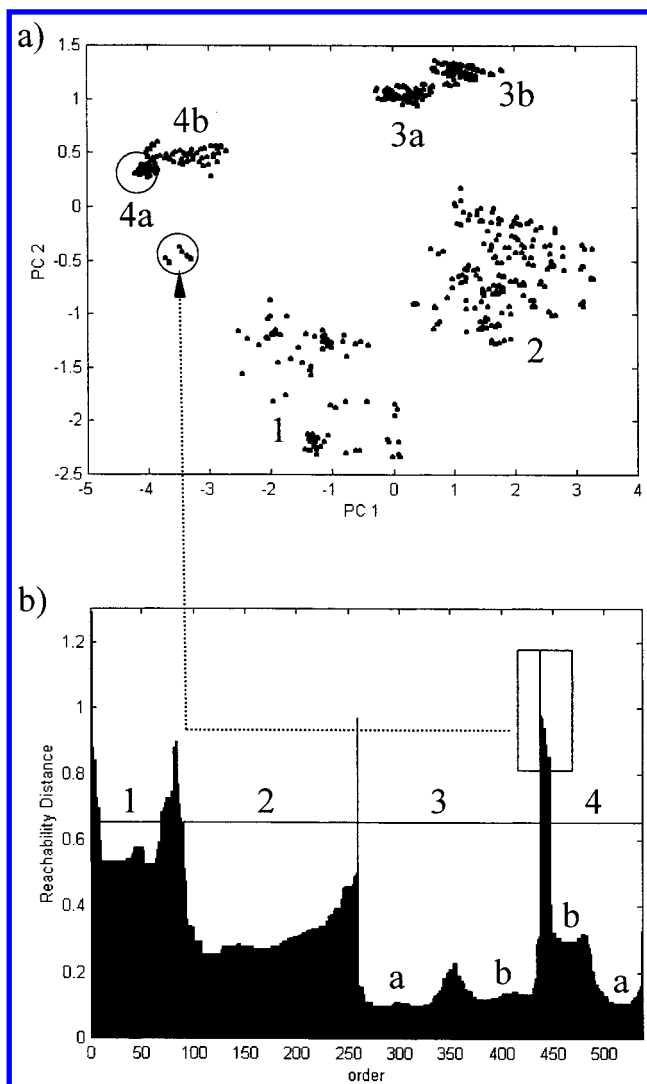 a)
1.5
1
0.5
0
-0.5
-1
-1.5
-2
-2.5
PC 2
4b
4a
3a
3b
2
1
-5 -4 -3 -2 -1 0 1 2 3 4
PC 1
b)
1.2
1
0.8
0.6
0.4
0.2
0
Reachability Distance
1 2 3 4
a b b a
0 50 100 150 200 250 300 350 400 450 500
order